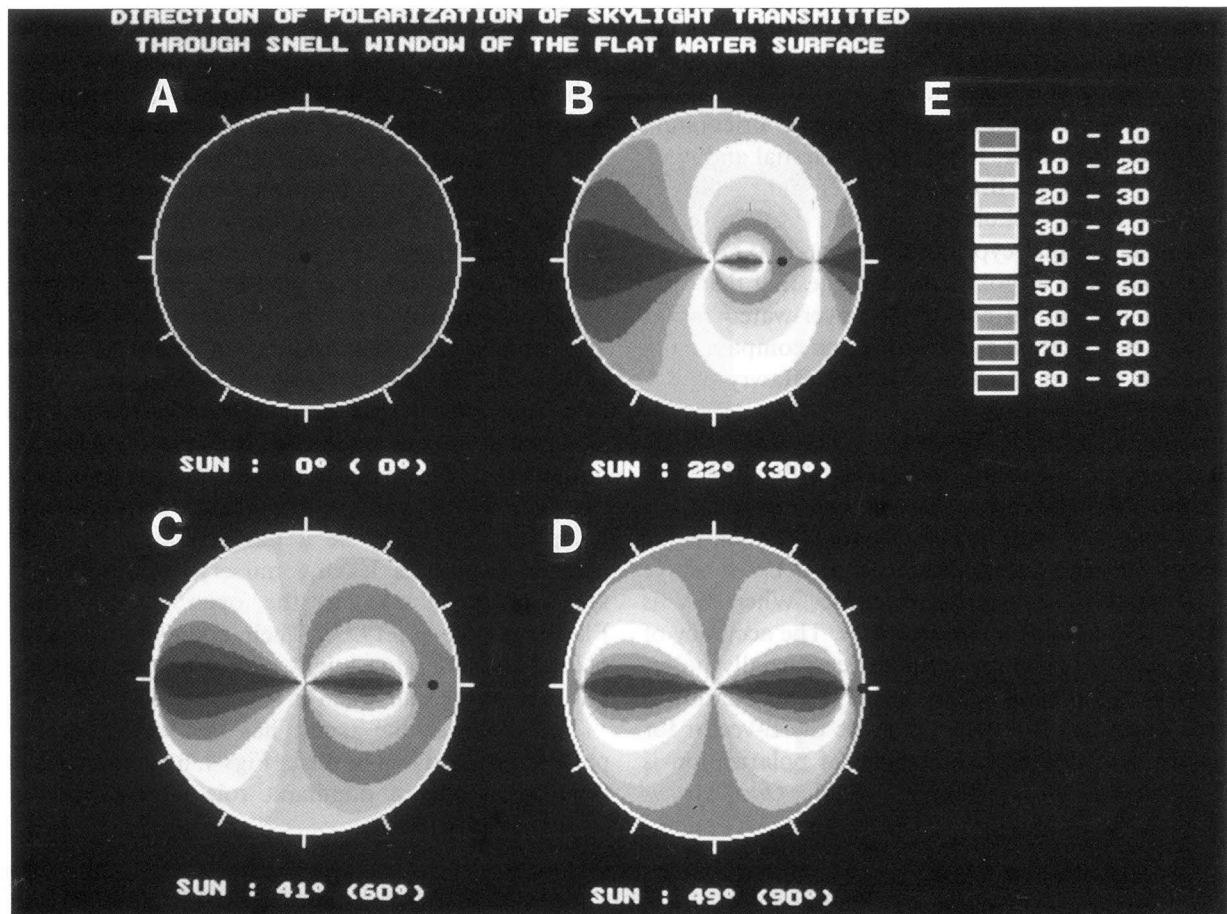 DIRECTION OF POLARIZATION OF SKYLIGHT TRANSMITTED
THROUGH SNELL WINDOW OF THE FLAT WATER SURFACE
A
B
E
0 - 10
10 - 20
20 - 30
30 - 40
40 - 50
50 - 60
60 - 70
70 - 80
80 - 90
SUN : 0° ( 0°)
SUN : 22° (30°)
C
D
SUN : 41° (60°)
SUN : 49° (90°)